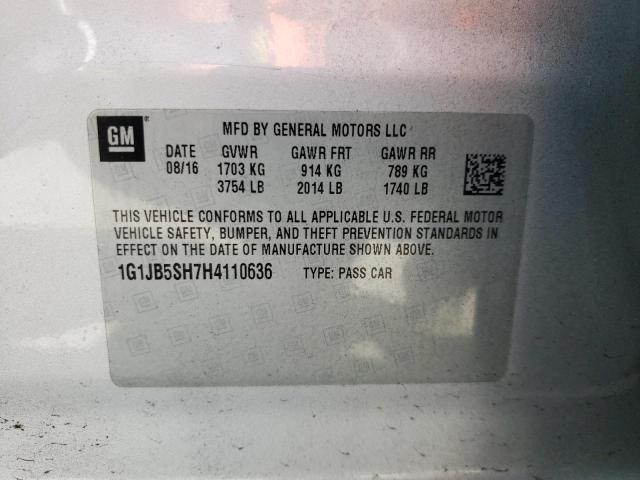 GM
MFD BY GENERAL MOTORS LLC
DATE GVWR GAWR FRT GAWR RR
08/16 1703 KG 914 KG 789 KG
3754 LB 2014 LB 1740 LB
THIS VEHICLE CONFORMS TO ALL APPLICABLE U.S. FEDERAL MOTOR
VEHICLE SAFETY, BUMPER, AND THEFT PREVENTION STANDARDS IN
EFFECT ON THE DATE OF MANUFACTURE SHOWN ABOVE.
1G1JB5SH7H4110636 TYPE: PASS CAR